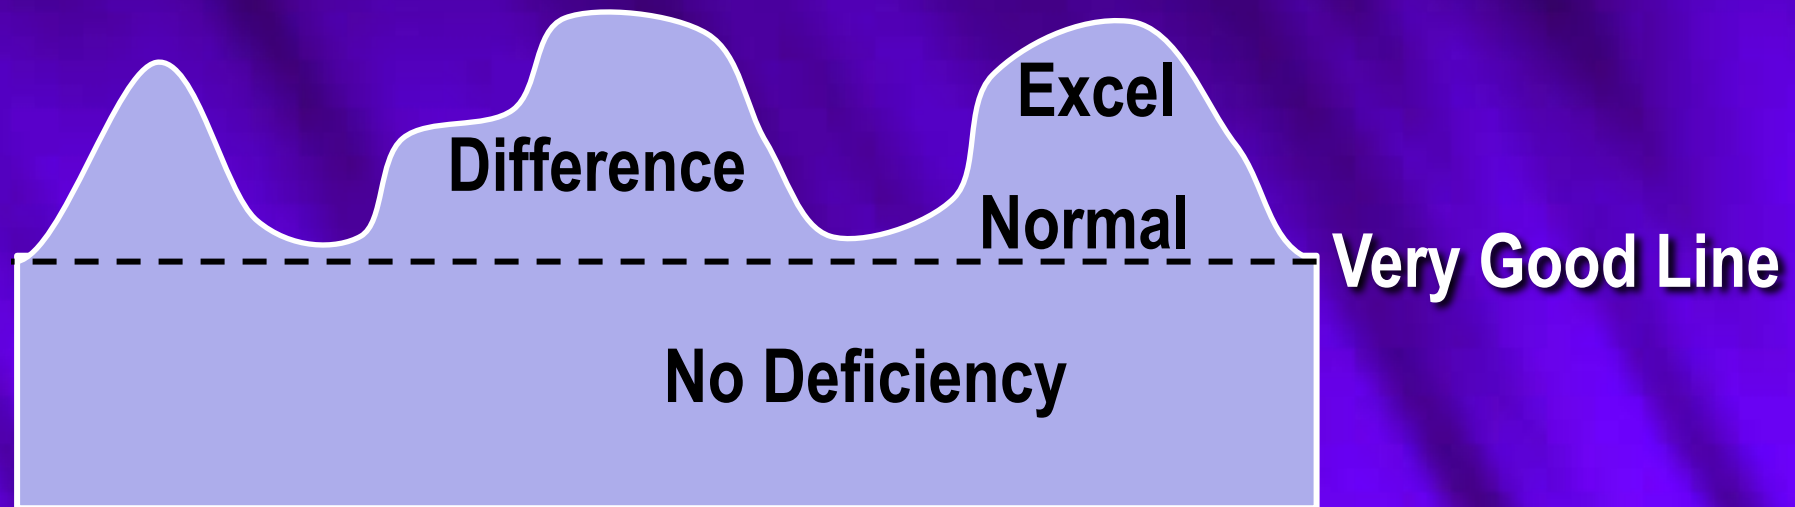 Excel
Difference
Normal
Very Good Line
No Deficiency